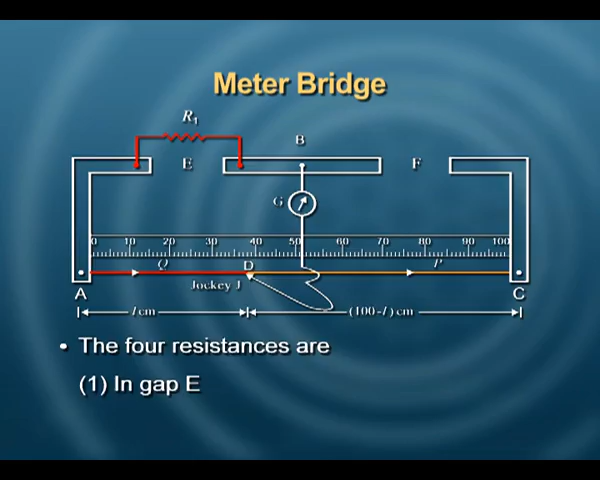 Meter Bridge
R1
B
E
F
G
0 10 20 30 40 50 60 70 80 90 100
Q
D
P
A
Jockey J
C
l cm
(100-l) cm
• The four resistances are
(1) In gap E